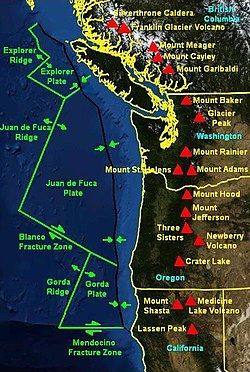 Silverthrone Caldera
British
Columbia
Franklin Glacier Volcano
Explorer
Ridge
Mount Meager
Mount Cayley
Explorer
Plate
Mount Garibaldi
Mount Baker
Glacier
Peak
Juan de Fuca
Ridge
Washington
Mount Rainier
Mount St. Helens
Mount Adams
Juan de Fuca
Plate
Mount Hood
Mount
Jefferson
Three
Sisters
Blanco
Fracture Zone
Newberry
Volcano
Crater Lake
Gorda
Ridge
Gorda
Plate
Oregon
Mount
Shasta
Medicine
Lake Volcano
Lassen Peak
Mendocino
Fracture Zone
California